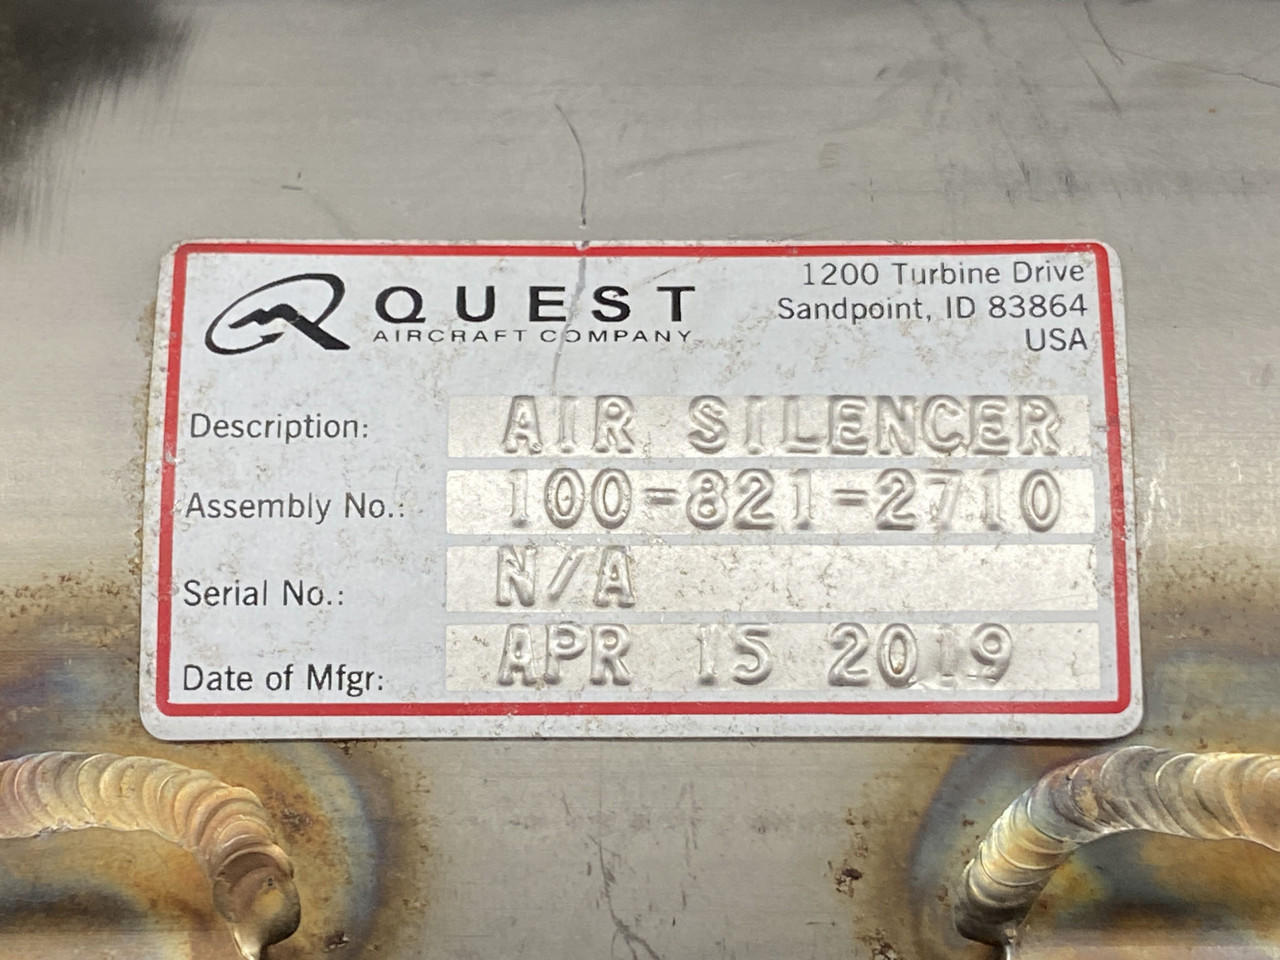 QUEST
AIRCRAFT COMPANY
1200 Turbine Drive
Sandpoint, ID 83864
USA
Description: AIR SILENCER
Assembly No.: 100-821-2710
Serial No.: N/A
Date of Mfgr: APR 15 2019